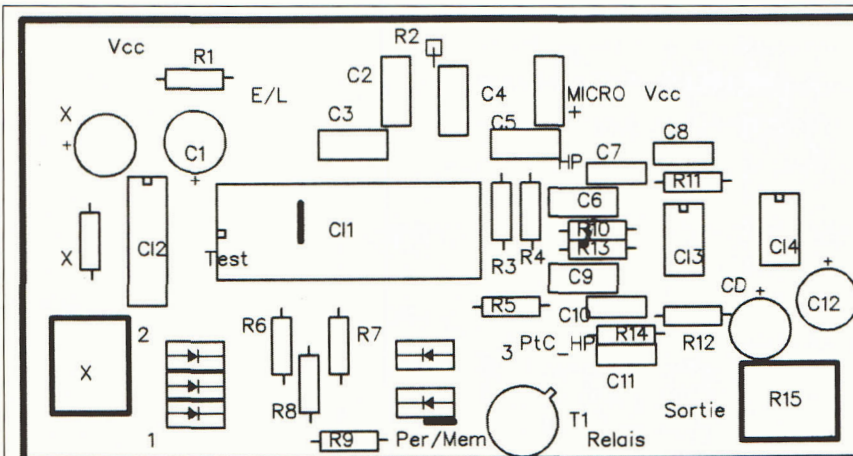 Vcc
R1
R2
C2
C4
E/L
MICRO
Vcc
X
+
C1
+
C3
C5
+
HP
C7
C8
R11
C6
R10
R13
X
CI2
Test
CI1
R3
R4
CI3
CI4
C9
C10
R5
CD
+
+
C12
2
R6
R7
3
PtC_HP
R14
R12
C11
X
R8
1
R9
Per/Mem
T1
Relais
Sortie
R15